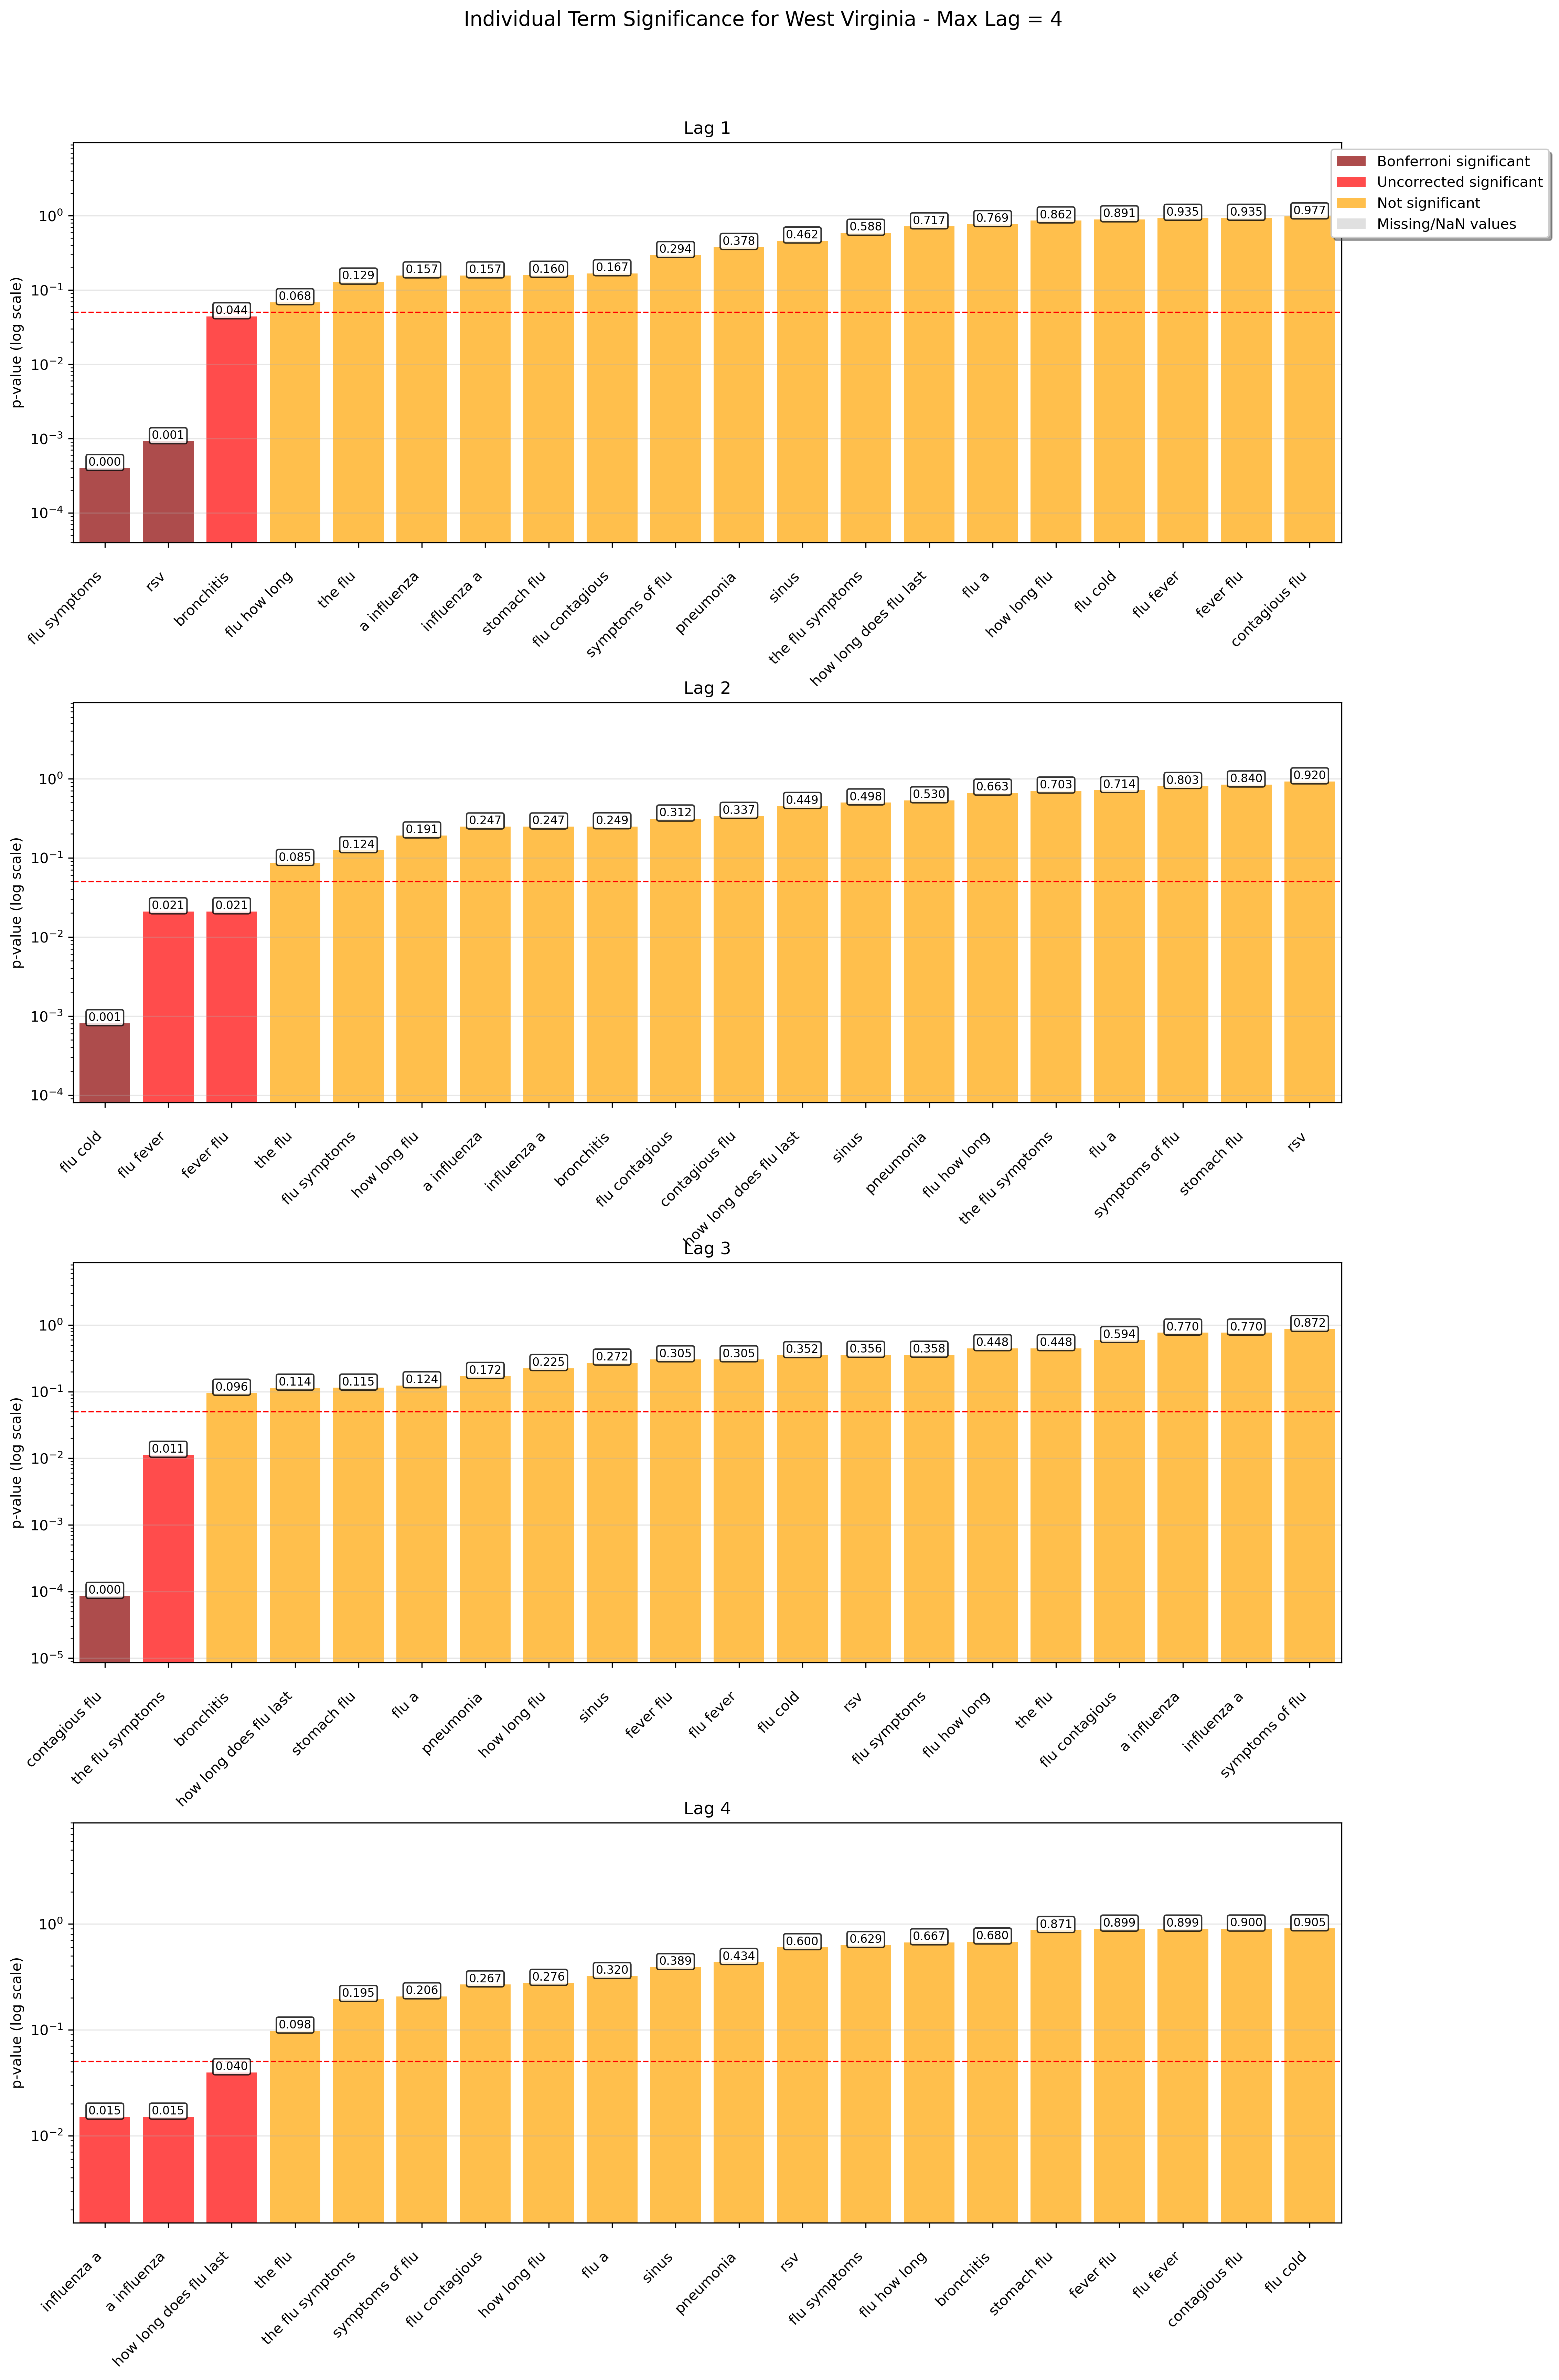 Individual Term Significance for West Virginia - Max Lag = 4
Lag 1
Bonferroni significant
Uncorrected significant
Not significant
Missing/NaN values
p-value (log scale)
10^0
10^-1
10^-2
10^-3
10^-4
0.000 0.001 0.044 0.068 0.129 0.157 0.157 0.160 0.167 0.294 0.378 0.462 0.588 0.717 0.769 0.862 0.891 0.935 0.935 0.977
flu symptoms
rsv
bronchitis
flu how long
the flu
a influenza
influenza a
stomach flu
flu contagious
symptoms of flu
pneumonia
sinus
the flu symptoms
how long does flu last
flu a
how long flu
flu cold
flu fever
fever flu
contagious flu
Lag 2
p-value (log scale)
10^0
10^-1
10^-2
10^-3
10^-4
0.001 0.021 0.021 0.085 0.124 0.191 0.247 0.247 0.249 0.312 0.337 0.449 0.498 0.530 0.663 0.703 0.714 0.803 0.840 0.920
flu cold
flu fever
fever flu
the flu
flu symptoms
how long flu
a influenza
influenza a
bronchitis
flu contagious
contagious flu
how long does flu last
sinus
pneumonia
flu how long
the flu symptoms
flu a
symptoms of flu
stomach flu
rsv
Lag 3
p-value (log scale)
10^0
10^-1
10^-2
10^-3
10^-4
10^-5
0.000 0.011 0.096 0.114 0.115 0.124 0.172 0.225 0.272 0.305 0.305 0.352 0.356 0.358 0.448 0.448 0.594 0.770 0.770 0.872
contagious flu
the flu symptoms
bronchitis
how long does flu last
stomach flu
flu a
pneumonia
how long flu
sinus
fever flu
flu fever
flu cold
rsv
flu symptoms
flu how long
the flu
flu contagious
a influenza
influenza a
symptoms of flu
Lag 4
p-value (log scale)
10^0
10^-1
10^-2
0.015 0.015 0.040 0.098 0.195 0.206 0.267 0.276 0.320 0.389 0.434 0.600 0.629 0.667 0.680 0.871 0.899 0.899 0.900 0.905
influenza a
a influenza
how long does flu last
the flu
the flu symptoms
symptoms of flu
flu contagious
how long flu
flu a
sinus
pneumonia
rsv
flu symptoms
flu how long
bronchitis
stomach flu
fever flu
flu fever
contagious flu
flu cold